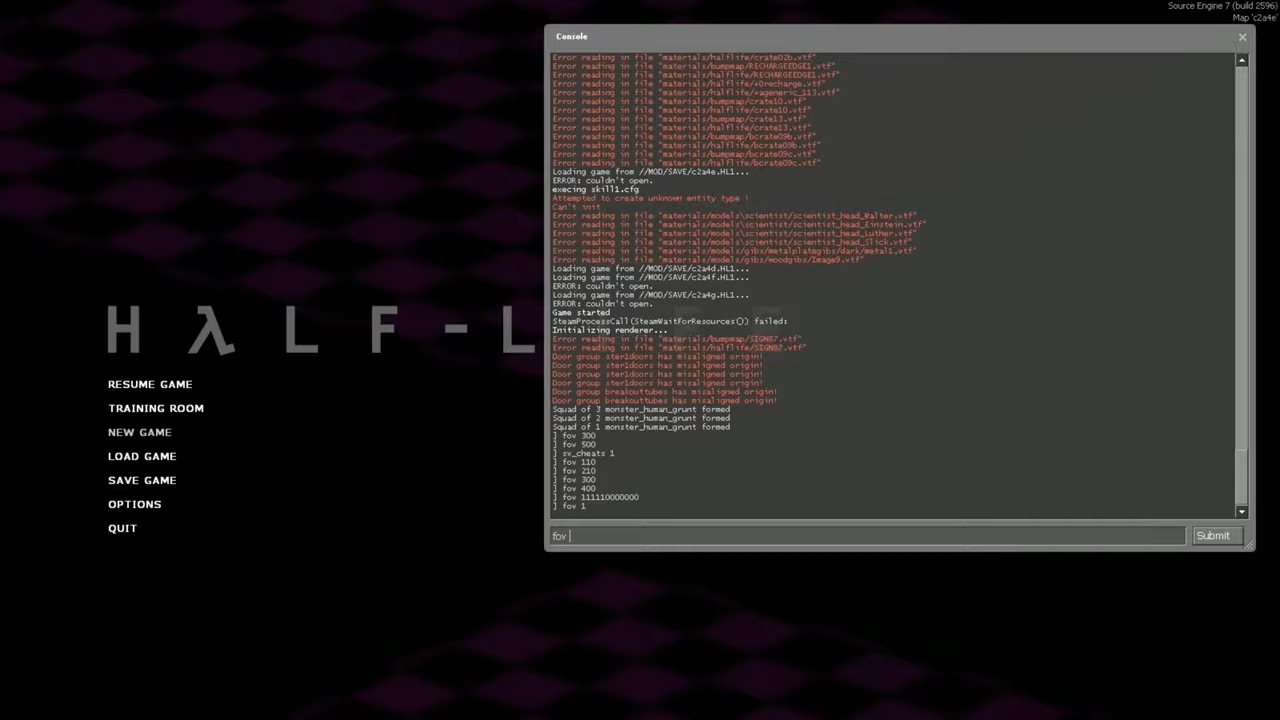 Source Engine 7 (build 2596)
Map 'c2a4e'
Console
Error reading in file "materials/halflife/crate02b.vtf"
Error reading in file "materials/bumpmap/RECHARGEEDGE1.vtf"
Error reading in file "materials/halflife/RECHARGEEDGE1.vtf"
Error reading in file "materials/halflife/+0recharge.vtf"
Error reading in file "materials/halflife/+ageneric_113.vtf"
Error reading in file "materials/bumpmap/crate10.vtf"
Error reading in file "materials/halflife/crate10.vtf"
Error reading in file "materials/bumpmap/crate13.vtf"
Error reading in file "materials/halflife/crate13.vtf"
Error reading in file "materials/bumpmap/bcrate09b.vtf"
Error reading in file "materials/halflife/bcrate09b.vtf"
Error reading in file "materials/bumpmap/bcrate09c.vtf"
Error reading in file "materials/halflife/bcrate09c.vtf"
Loading game from //MOD/SAVE/c2a4e.HL1...
ERROR: couldn't open.
execing skill1.cfg
Attempted to create unknown entity type !
Can't init
Error reading in file "materials/models\scientist/scientist_head_Walter.vtf"
Error reading in file "materials/models\scientist/scientist_head_Einstein.vtf"
Error reading in file "materials/models\scientist/scientist_head_Luther.vtf"
Error reading in file "materials/models\scientist/scientist_head_Slick.vtf"
Error reading in file "materials/models/gibs/metalplategibs/dark/metal1.vtf"
Error reading in file "materials/models/gibs/woodgibs/Image9.vtf"
Loading game from //MOD/SAVE/c2a4d.HL1...
Loading game from //MOD/SAVE/c2a4f.HL1...
ERROR: couldn't open.
Loading game from //MOD/SAVE/c2a4g.HL1...
ERROR: couldn't open.
Game started
SteamProcessCall(SteamWaitForResources()) failed:
Initializing renderer...
Error reading in file "materials/bumpmap/SIGN87.vtf"
Error reading in file "materials/halflife/SIGN87.vtf"
Door group ster1doors has misaligned origin!
Door group ster1doors has misaligned origin!
Door group ster1doors has misaligned origin!
Door group ster1doors has misaligned origin!
Door group breakouttubes has misaligned origin!
Door group breakouttubes has misaligned origin!
Squad of 3 monster_human_grunt formed
Squad of 2 monster_human_grunt formed
Squad of 1 monster_human_grunt formed
] fov 300
] fov 500
] sv_cheats 1
] fov 110
] fov 210
] fov 300
] fov 400
] fov 111110000000
] fov 1
fov
Submit
H λ L F - L
RESUME GAME
TRAINING ROOM
NEW GAME
LOAD GAME
SAVE GAME
OPTIONS
QUIT